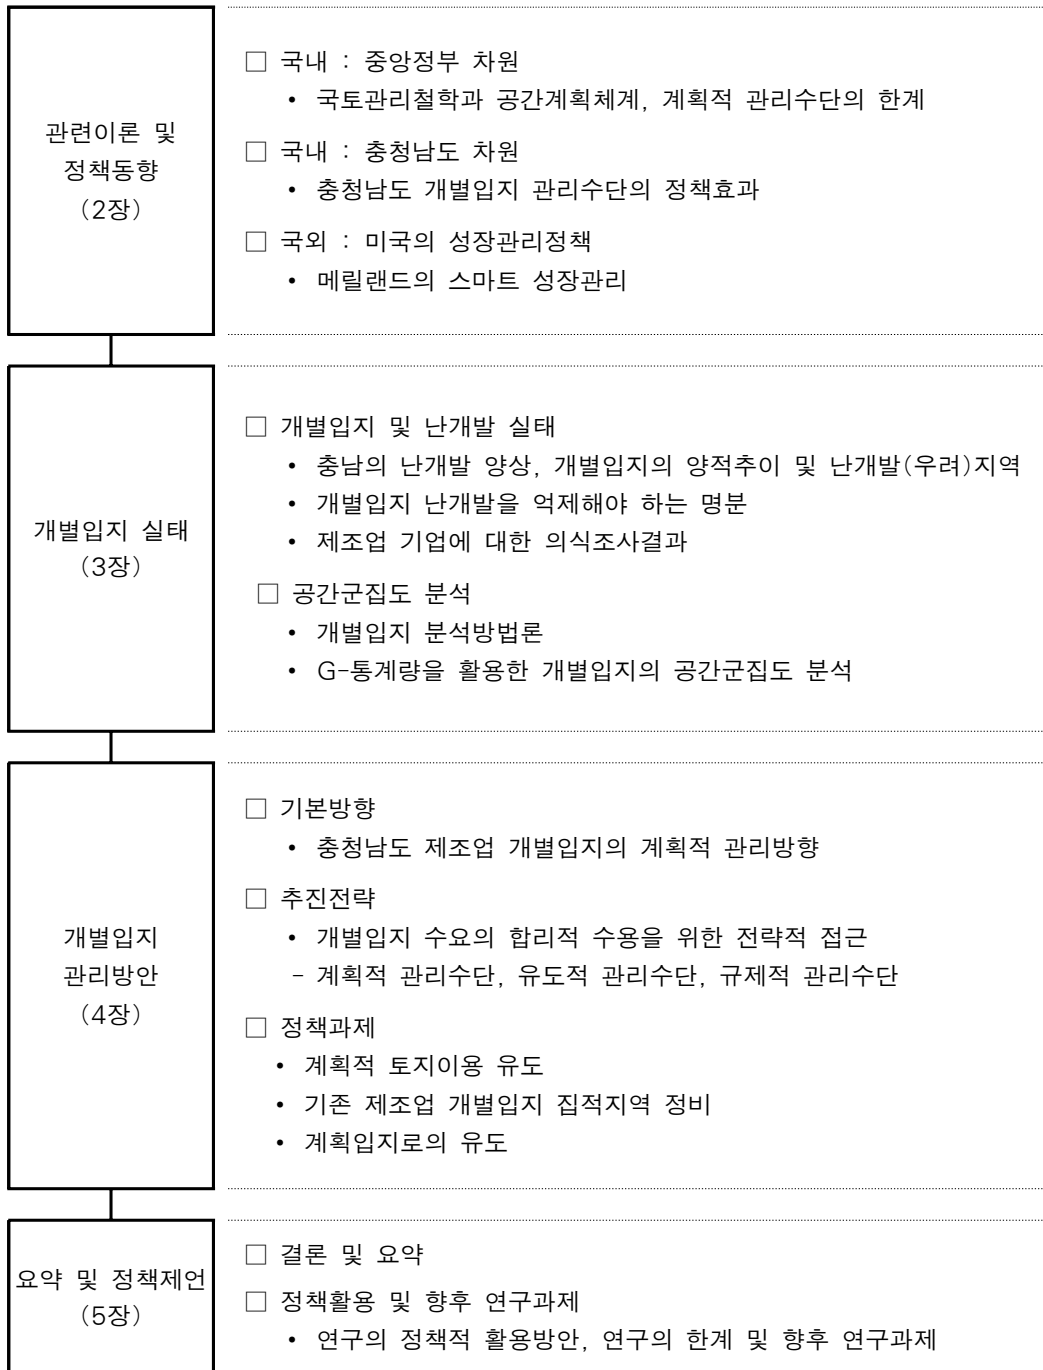 관련이론 및
정책동향
(2장)
□ 국내 : 중앙정부 차원
• 국토관리철학과 공간계획체계, 계획적 관리수단의 한계
□ 국내 : 충청남도 차원
• 충청남도 개별입지 관리수단의 정책효과
□ 국외 : 미국의 성장관리정책
• 메릴랜드의 스마트 성장관리
개별입지 실태
(3장)
□ 개별입지 및 난개발 실태
• 충남의 난개발 양상, 개별입지의 양적추이 및 난개발(우려)지역
• 개별입지 난개발을 억제해야 하는 명분
• 제조업 기업에 대한 의식조사결과
□ 공간군집도 분석
• 개별입지 분석방법론
• G-통계량을 활용한 개별입지의 공간군집도 분석
개별입지
관리방안
(4장)
□ 기본방향
• 충청남도 제조업 개별입지의 계획적 관리방향
□ 추진전략
• 개별입지 수요의 합리적 수용을 위한 전략적 접근
- 계획적 관리수단, 유도적 관리수단, 규제적 관리수단
□ 정책과제
• 계획적 토지이용 유도
• 기존 제조업 개별입지 집적지역 정비
• 계획입지로의 유도
요약 및 정책제언
(5장)
□ 결론 및 요약
□ 정책활용 및 향후 연구과제
• 연구의 정책적 활용방안, 연구의 한계 및 향후 연구과제